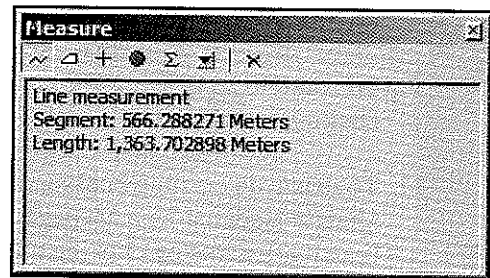 Measure
Line measurement
Segment: 566.288271 Meters
Length: 1,363.702898 Meters